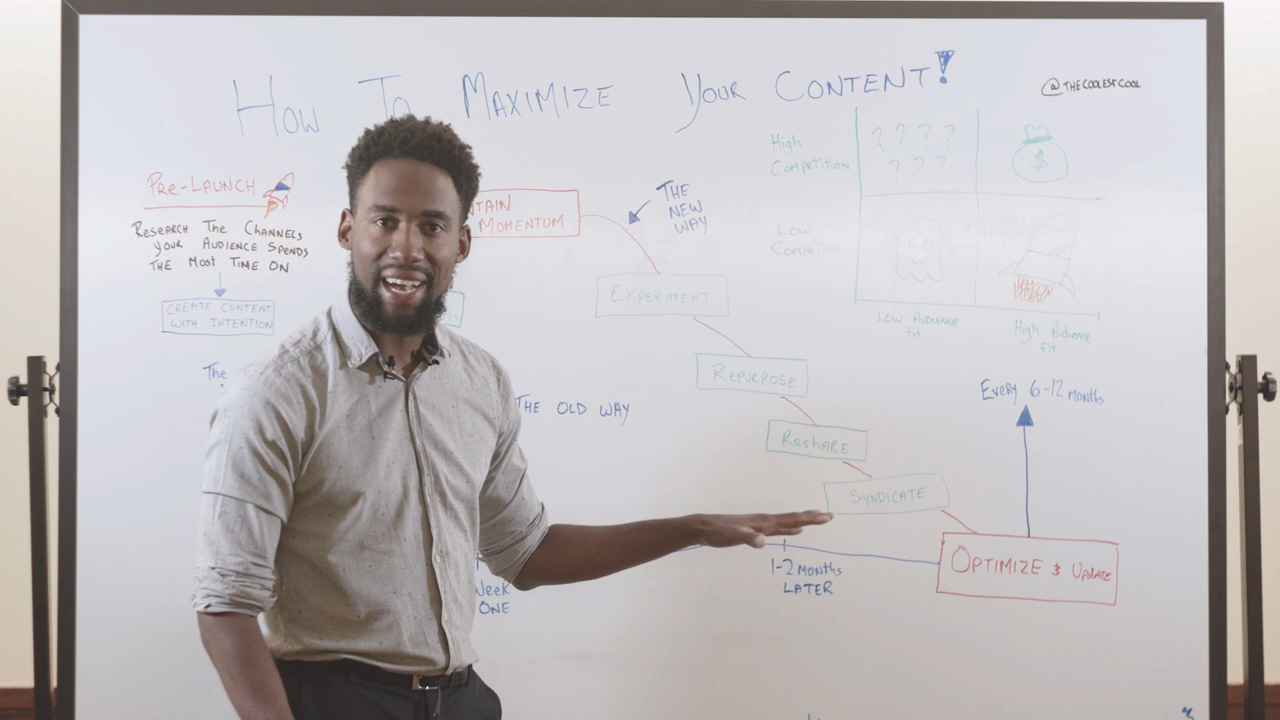 How To Maximize Your Content!
@THECOOLESTCOOL
Pre-Launch
Research The Channels
Your Audience Spends
The Most Time On
Create Content
With Intention
The
TAIN
MOMENTUM
The
New
Way
Experiment
Repurpose
Reshare
Syndicate
Optimize & Update
Every 6-12 Months
The Old Way
Week
One
1-2 Months
Later
High
Competition
? ? ? ?
? ? ?
$
Low
Low Audience
Fit
High Audience
Fit